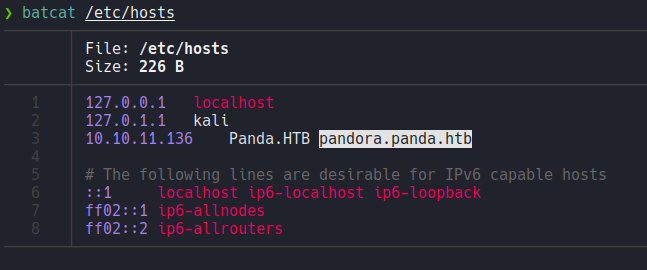 ❯ batcat /etc/hosts
File: /etc/hosts
Size: 226 B
1 127.0.0.1 localhost
2 127.0.1.1 kali
3 10.10.11.136 Panda.HTB pandora.panda.htb
4
5 # The following lines are desirable for IPv6 capable hosts
6 ::1 localhost ip6-localhost ip6-loopback
7 ff02::1 ip6-allnodes
8 ff02::2 ip6-allrouters